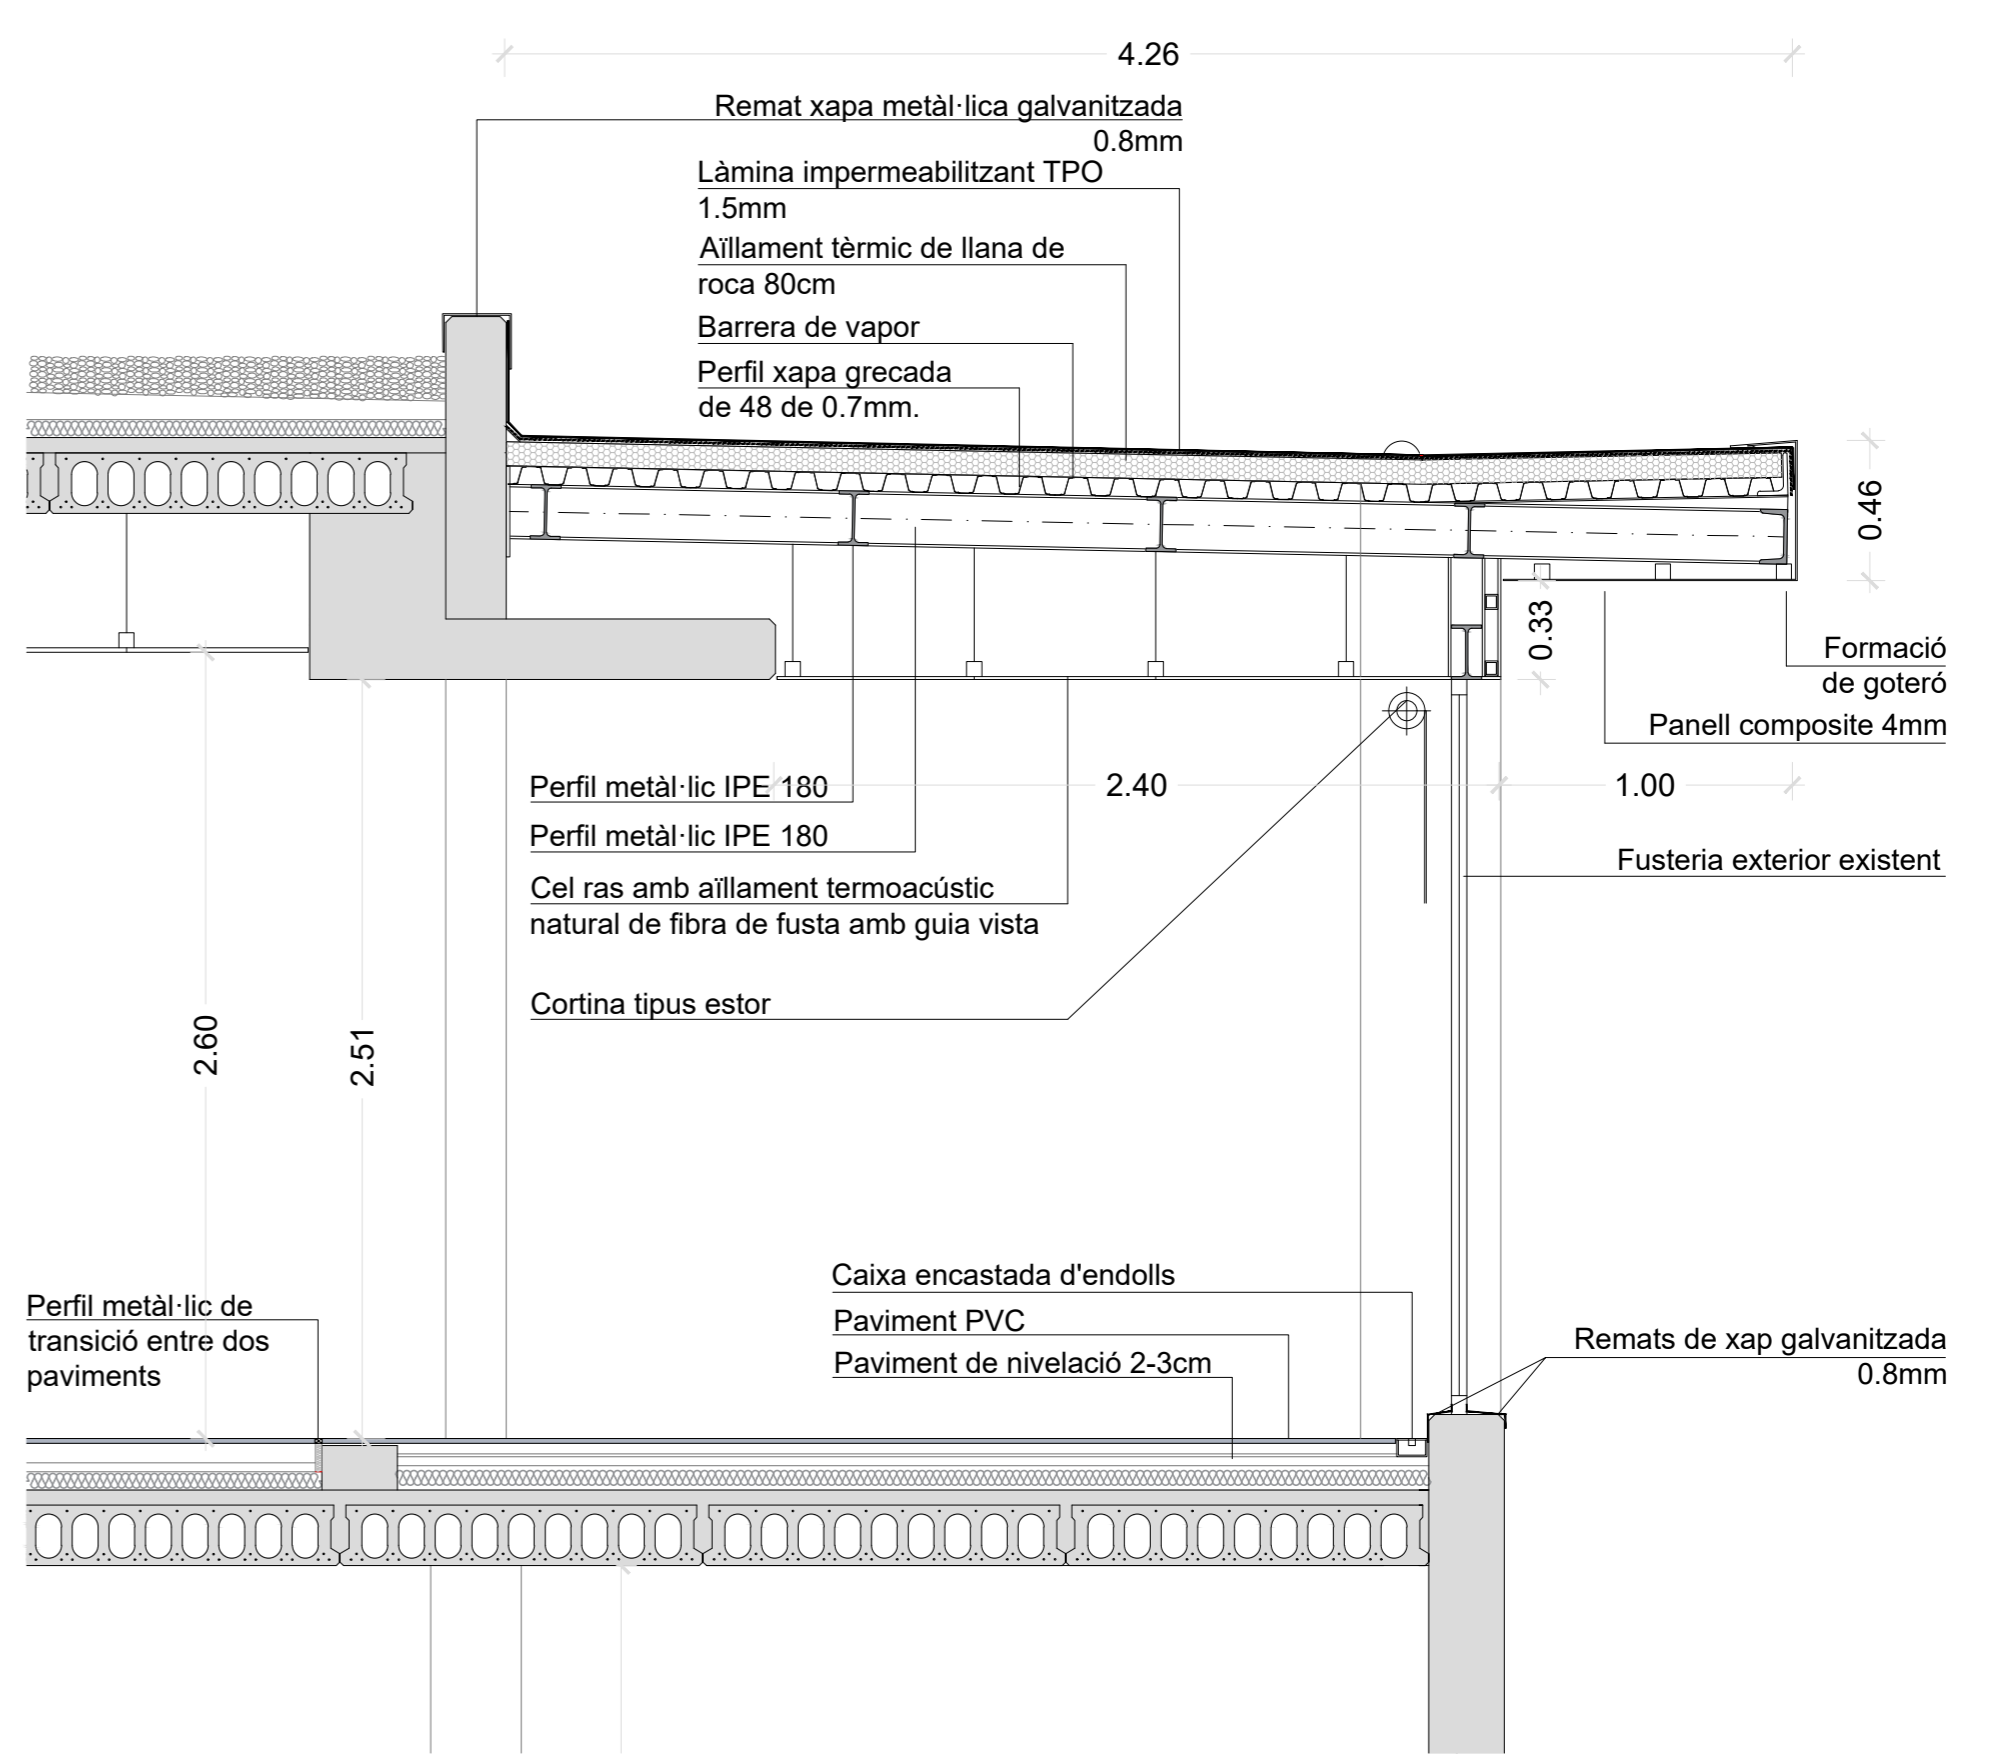 4.26
Remat xapa metàl·lica galvanitzada
0.8mm
Làmina impermeabilitzant TPO
1.5mm
Aïllament tèrmic de llana de
roca 80cm
Barrera de vapor
Perfil xapa grecada
de 48 de 0.7mm.
0.46
0.33
Formació
de goteró
Panell composite 4mm
Perfil metàl·lic IPE 180
2.40
1.00
Perfil metàl·lic IPE 180
Fusteria exterior existent
Cel ras amb aïllament termoacústic
natural de fibra de fusta amb guia vista
Cortina tipus estor
2.60
2.51
Caixa encastada d'endolls
Perfil metàl·lic de
transició entre dos
paviments
Paviment PVC
Paviment de nivelació 2-3cm
Remats de xap galvanitzada
0.8mm